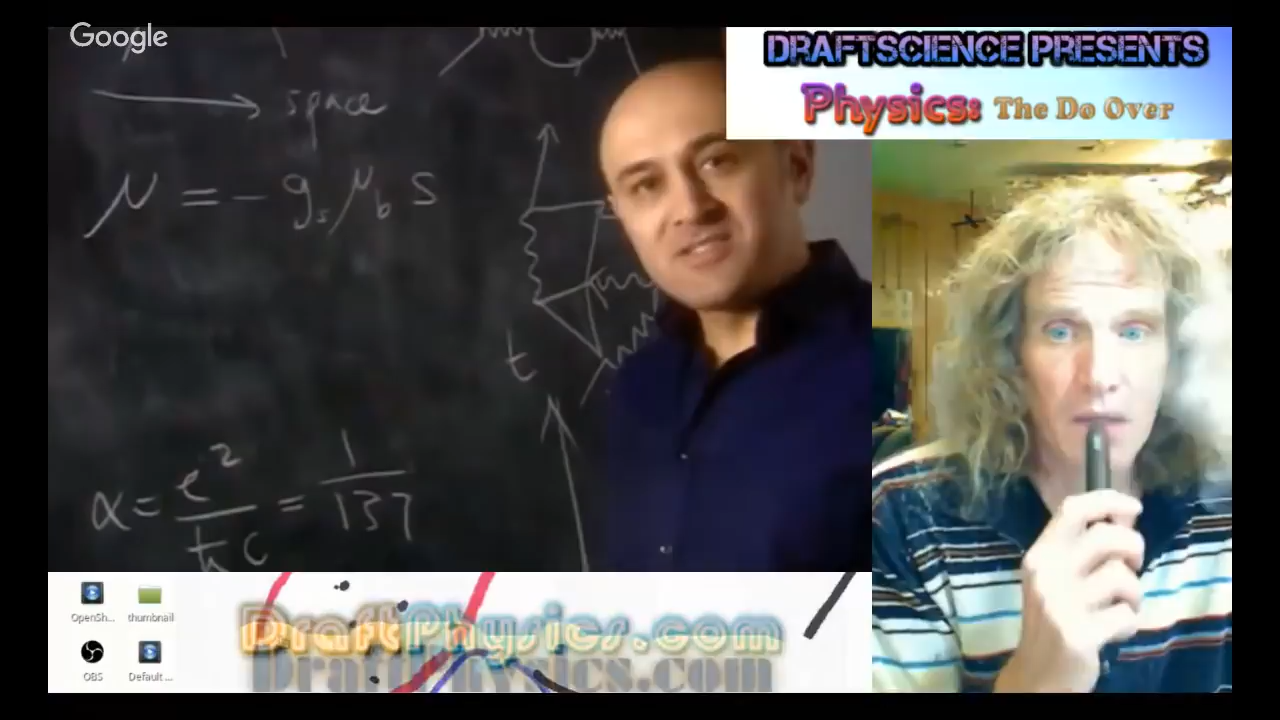 Google
DRAFTSCIENCE PRESENTS
Physics: The Do Over
space
μ = - gₛ μ_b s
t
α = e² / ħc = 1 / 137
OpenSh...
thumbnail
DraftPhysics.com
DraftPhysics.com
OBS
Default ...